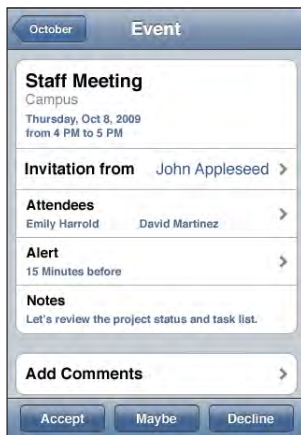 October Event
Staff Meeting
Campus
Thursday, Oct 8, 2009
from 4 PM to 5 PM
Invitation from John Appleseed
Attendees
Emily Harrold David Martinez
Alert
15 Minutes before
Notes
Let's review the project status and task list.
Add Comments
Accept Maybe Decline